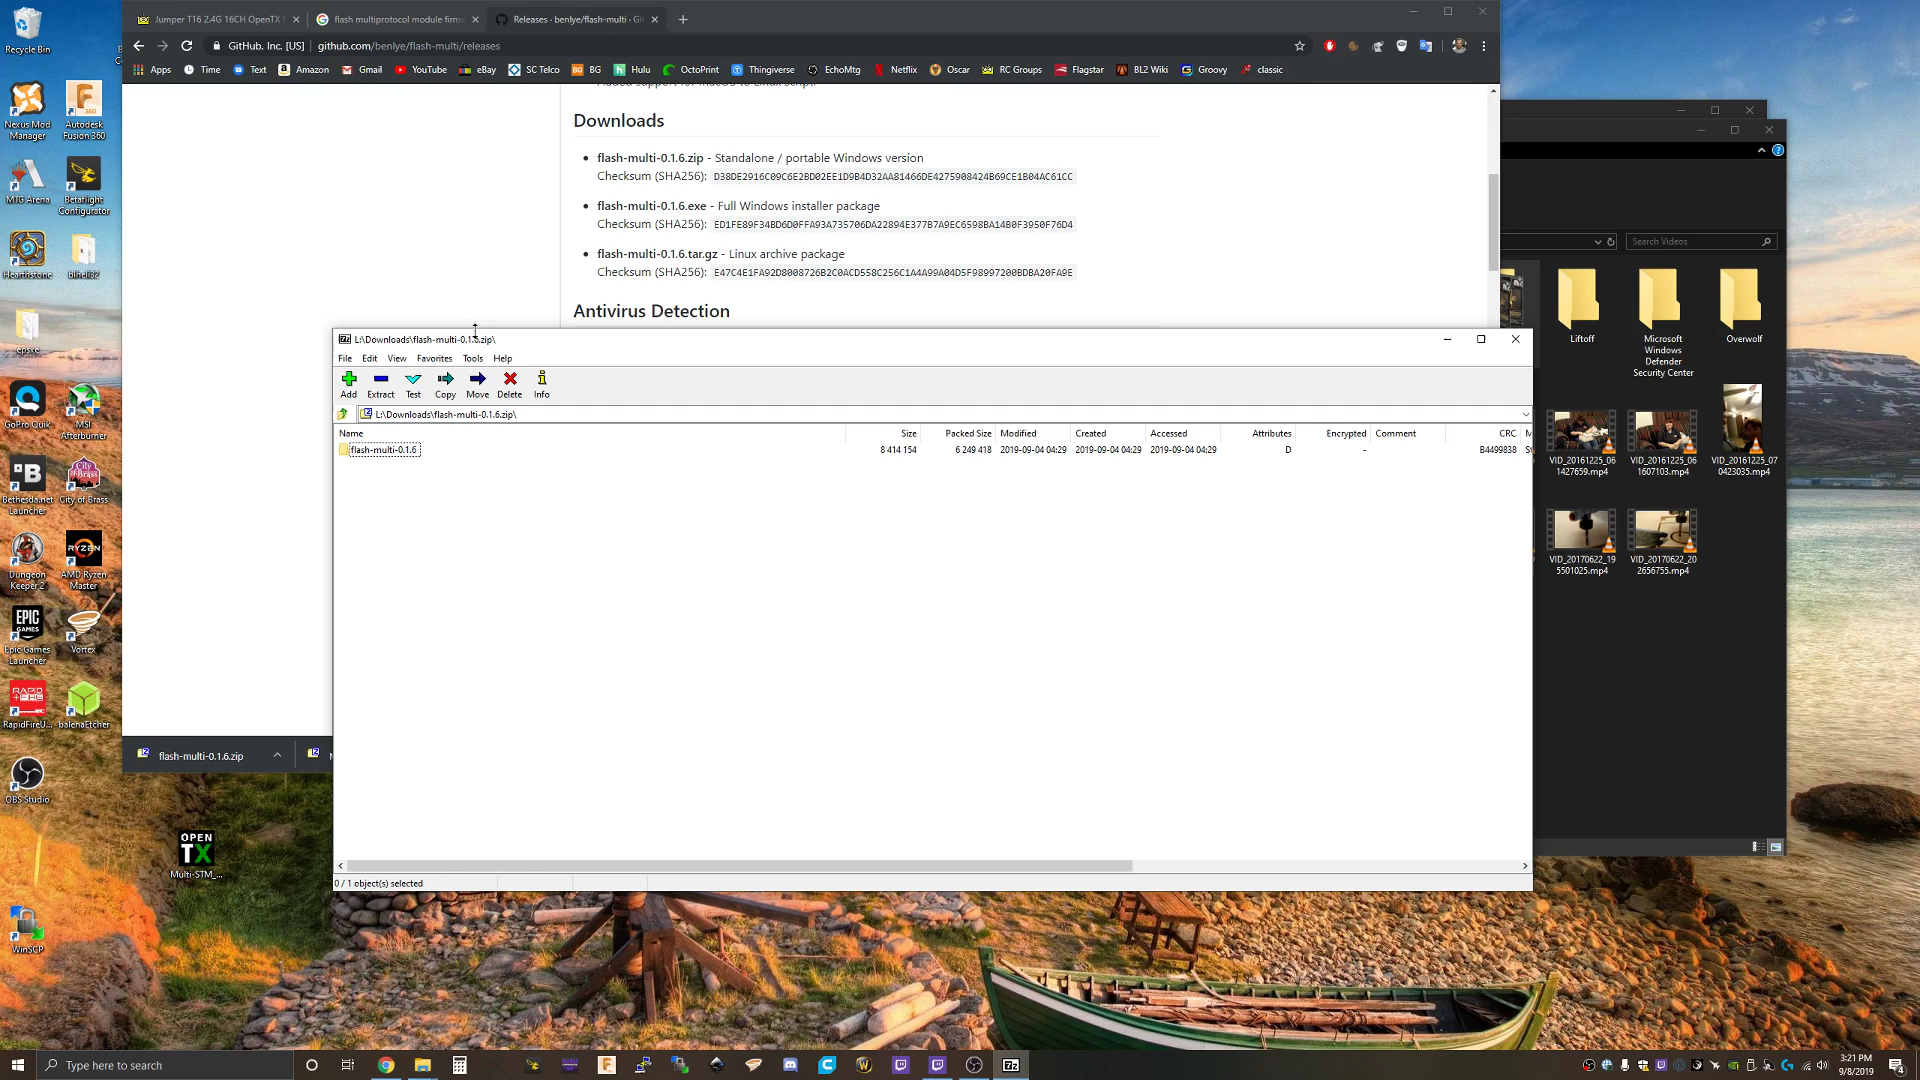 Jumper T16 2.4G 16CH OpenTX
flash multiprotocol module firm
Releases · benlye/flash-multi · Gi
GitHub, Inc. [US] | github.com/benlye/flash-multi/releases
Apps Time Text Amazon Gmail YouTube eBay SC Telco BG Hulu OctoPrint Thingiverse EchoMtg Netflix Oscar RC Groups Flagstar BL2 Wiki Groovy classic
Downloads
• flash-multi-0.1.6.zip - Standalone / portable Windows version
Checksum (SHA256): D38DE2916C09C6E2BD02EE1D9B4D32AA81466DE4275908424B69CE1B04AC61CC
• flash-multi-0.1.6.exe - Full Windows installer package
Checksum (SHA256): ED1FE89F34BD6D0FFA93A735706DA22894E377B7A9EC6598BA14B0F3950F76D4
• flash-multi-0.1.6.tar.gz - Linux archive package
Checksum (SHA256): E47C4E1FA92D8008726B2C0ACD558C256C1A4A99A04D5F98997200BDBA20FA9E
Antivirus Detection
L:\Downloads\flash-multi-0.1.6.zip\
File Edit View Favorites Tools Help
Add Extract Test Copy Move Delete Info
L:\Downloads\flash-multi-0.1.6.zip\
Name Size Packed Size Modified Created Accessed Attributes Encrypted Comment CRC
flash-multi-0.1.6 8 414 154 6 249 418 2019-09-04 04:29 2019-09-04 04:29 2019-09-04 04:29 D - B4499838
0 / 1 object(s) selected
flash-multi-0.1.6.zip
Search Videos
Liftoff
Microsoft
Windows
Defender
Security Center
Overwolf
VID_20161225_06
1427659.mp4
VID_20161225_06
1607103.mp4
VID_20161225_07
0423035.mp4
VID_20170622_19
5501025.mp4
VID_20170622_20
2656755.mp4
Recycle Bin
Nexus Mod
Manager
Autodesk
Fusion 360
MTG Arena
Betaflight
Configurator
Hearthstone
blheli32
epsxe
GoPro Quik
MSI
Afterburner
Bethesda.net
Launcher
City of Brass
Dungeon
Keeper 2
RYZEN
AMD Ryzen
Master
EPIC
GAMES
Epic Games
Launcher
Vortex
RAPID
RapidFireU...
balenaEtcher
OBS Studio
OPEN
TX
Multi-STM_...
WinSCP
Type here to search
3:21 PM
9/8/2019